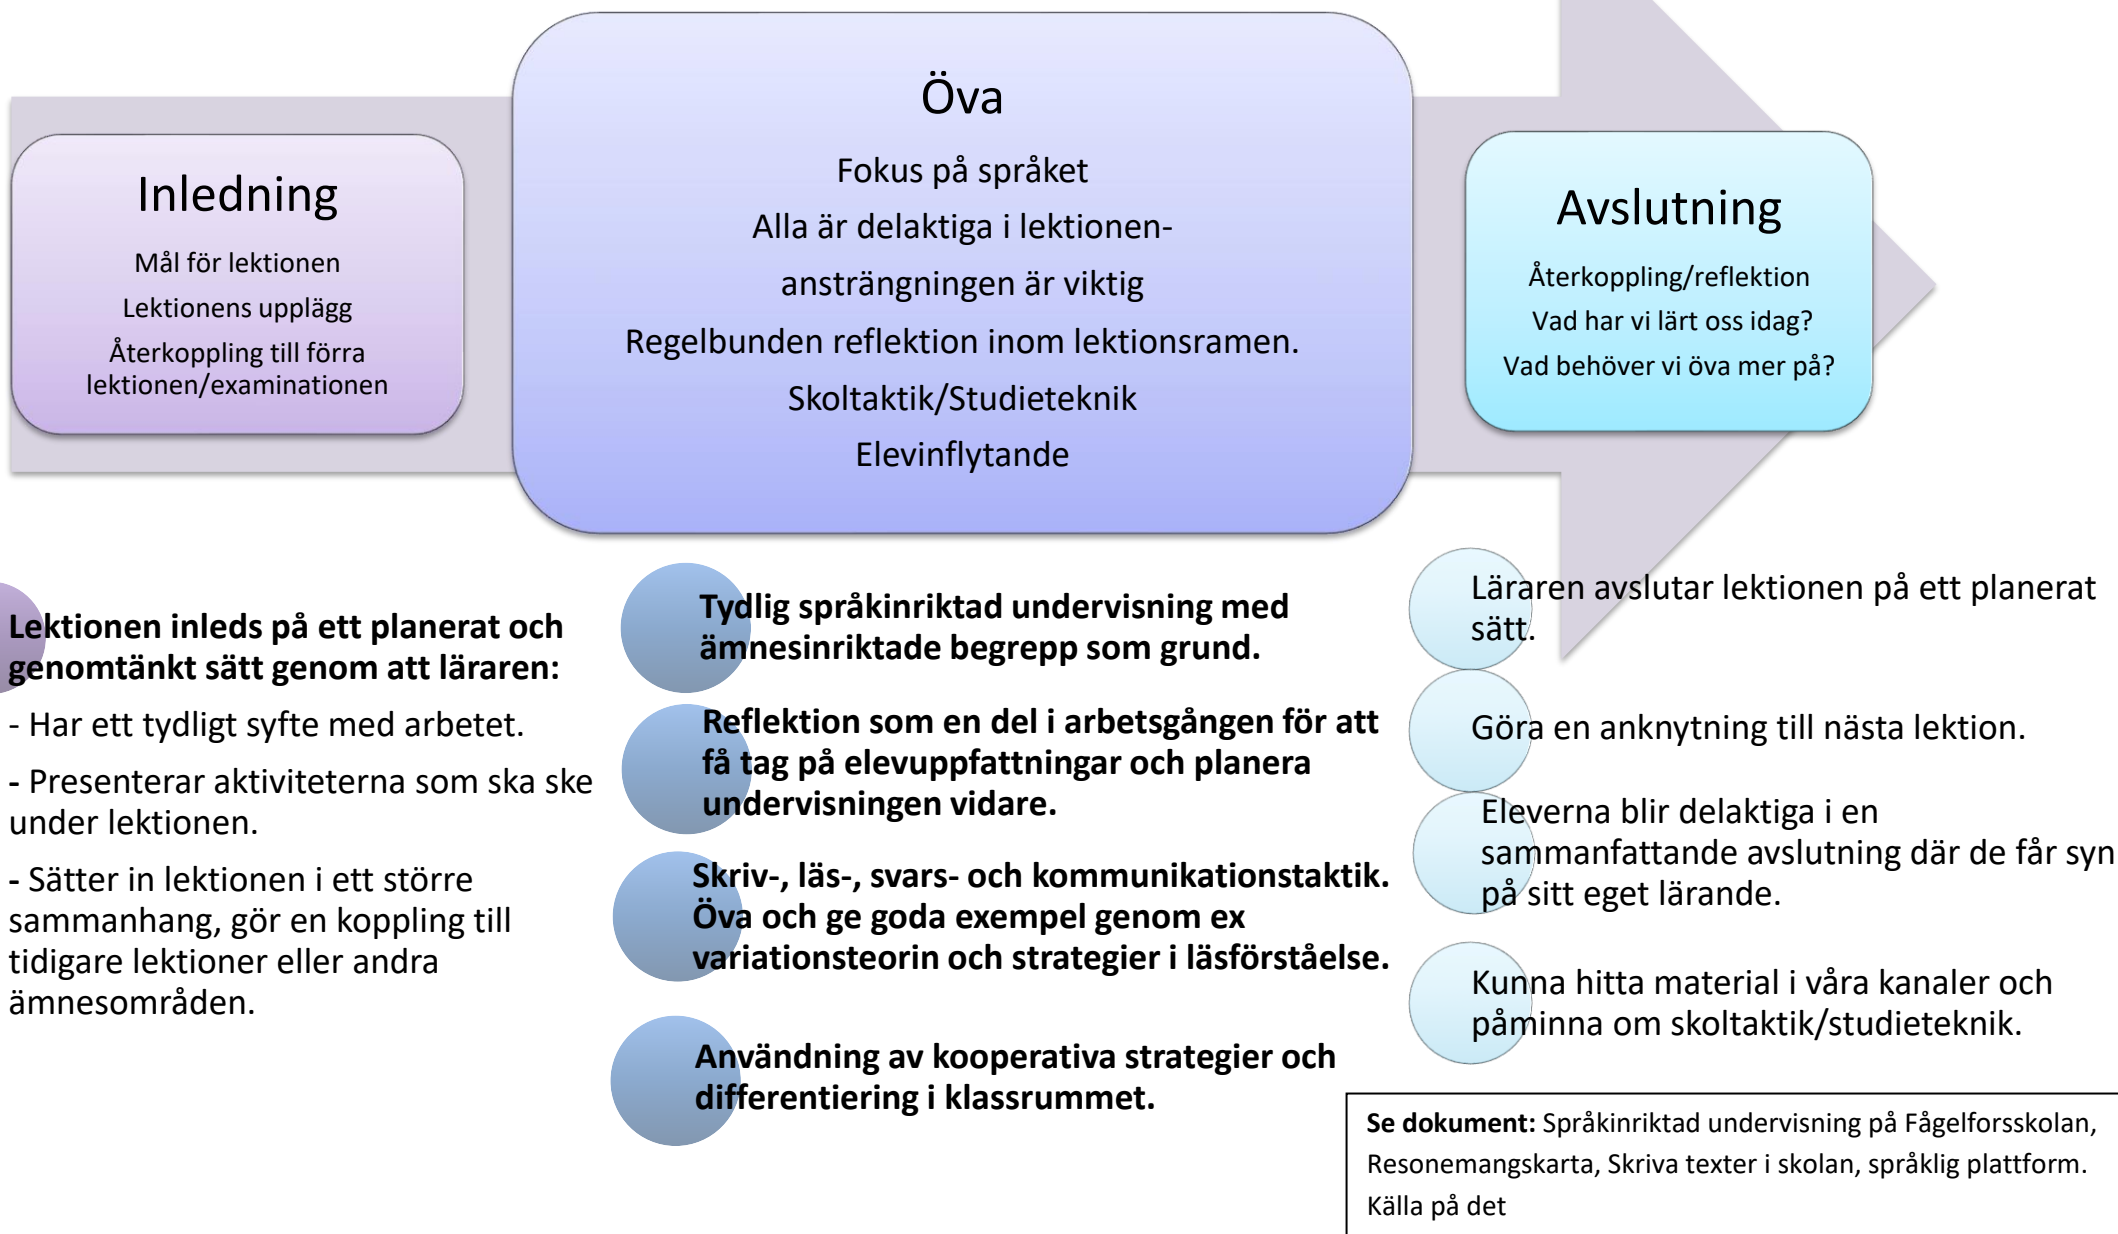 Inledning
Mål för lektionen
Lektionens upplägg
Återkoppling till förra
lektionen/examinationen
Öva
Fokus på språket
Alla är delaktiga i lektionen-
ansträngningen är viktig
Regelbunden reflektion inom lektionsramen.
Skoltaktik/Studieteknik
Elevinflytande
Avslutning
Återkoppling/reflektion
Vad har vi lärt oss idag?
Vad behöver vi öva mer på?
Lektionen inleds på ett planerat och
genomtänkt sätt genom att läraren:
- Har ett tydligt syfte med arbetet.
- Presenterar aktiviteterna som ska ske
under lektionen.
- Sätter in lektionen i ett större
sammanhang, gör en koppling till
tidigare lektioner eller andra
ämnesområden.
Tydlig språkinriktad undervisning med
ämnesinriktade begrepp som grund.
Reflektion som en del i arbetsgången för att
få tag på elevuppfattningar och planera
undervisningen vidare.
Skriv-, läs-, svars- och kommunikationstaktik.
Öva och ge goda exempel genom ex
variationsteorin och strategier i läsförståelse.
Användning av kooperativa strategier och
differentiering i klassrummet.
Läraren avslutar lektionen på ett planerat
sätt.
Göra en anknytning till nästa lektion.
Eleverna blir delaktiga i en
sammanfattande avslutning där de får syn
på sitt eget lärande.
Kunna hitta material i våra kanaler och
påminna om skoltaktik/studieteknik.
Se dokument: Språkinriktad undervisning på Fågelforsskolan,
Resonemangskarta, Skriva texter i skolan, språklig plattform.
Källa på det